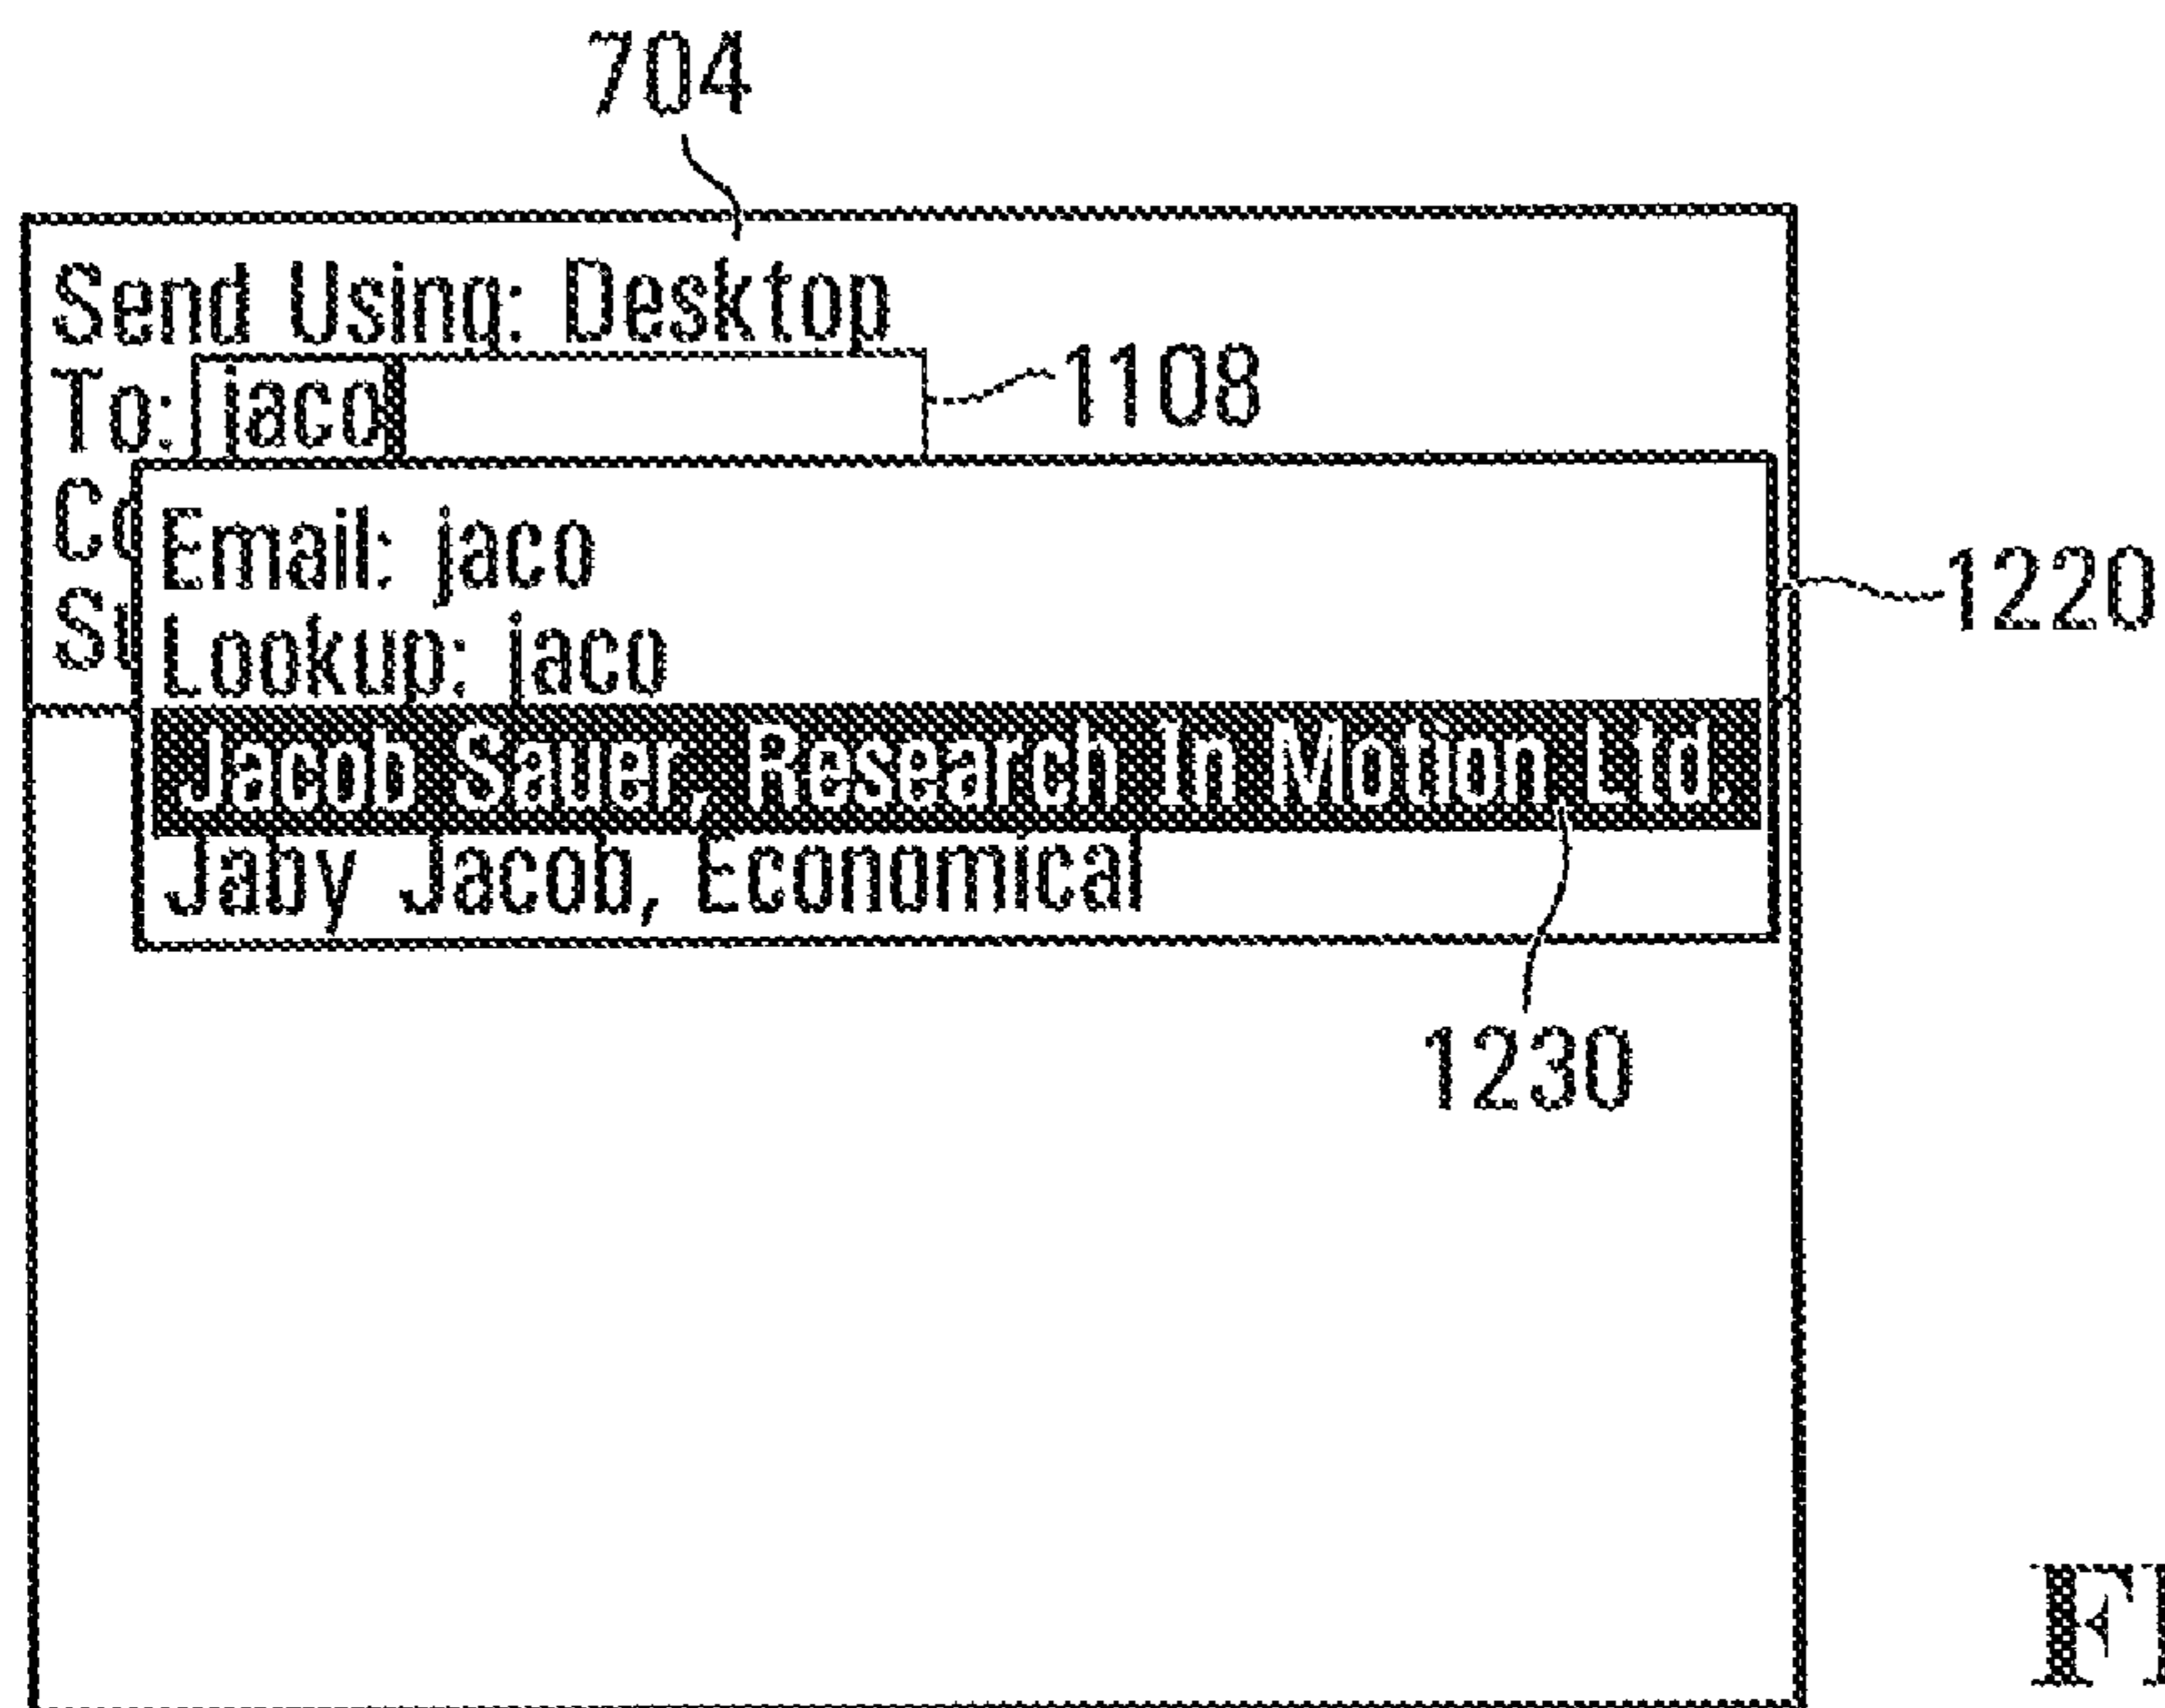 704
Send Using: Desktop
To: jaco
1108
Email: jaco
1220
Lookup: jaco
Jacob Sauer, Research In Motion Ltd.
Jaby Jacob, Economical
1230